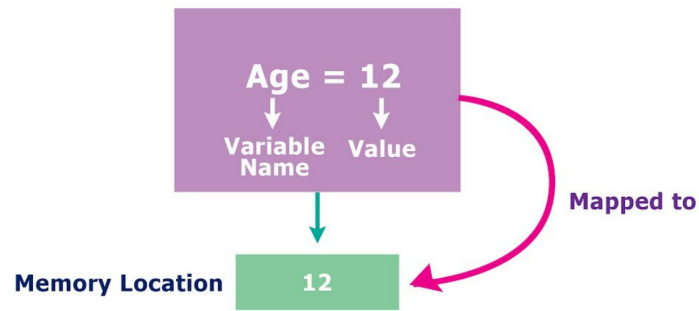 Age = 12
Variable Name
Value
Mapped to
Memory Location
12